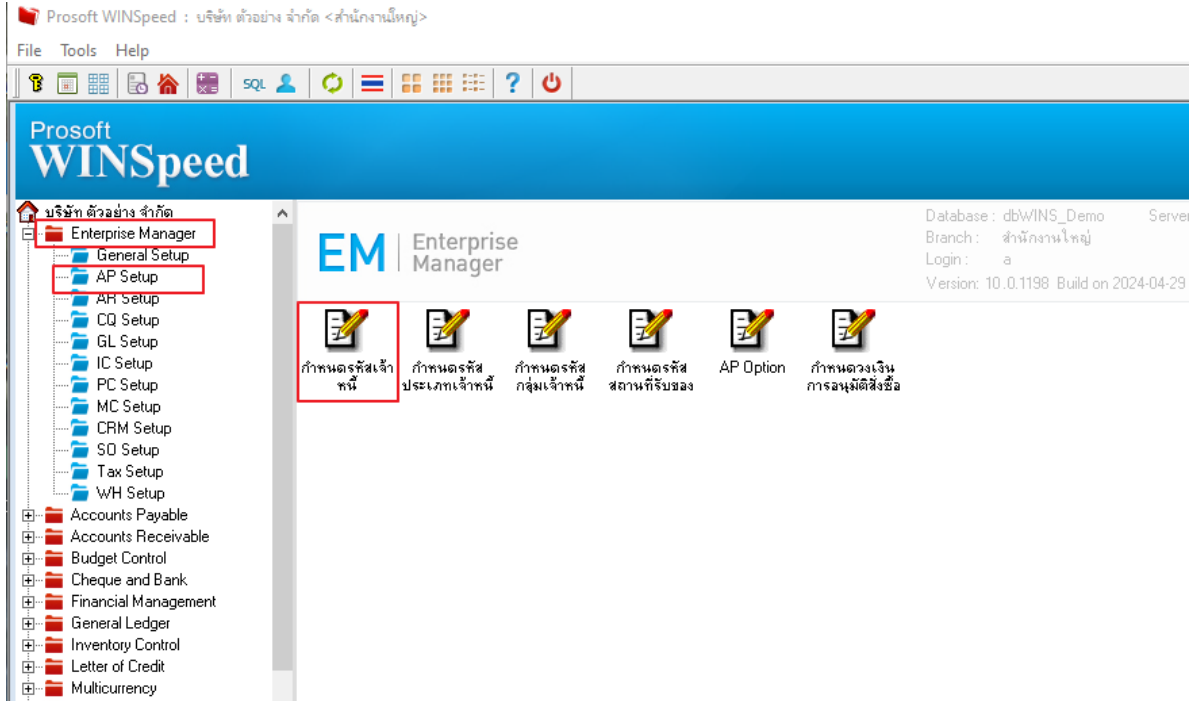 Prosoft WINSpeed : บริษัท ตัวอย่าง จำกัด <สำนักงานใหญ่>
File Tools Help
SQL
Prosoft
WINSpeed
บริษัท ตัวอย่าง จำกัด
Enterprise Manager
General Setup
AP Setup
AR Setup
CQ Setup
GL Setup
IC Setup
PC Setup
MC Setup
CRM Setup
SO Setup
Tax Setup
WH Setup
Accounts Payable
Accounts Receivable
Budget Control
Cheque and Bank
Financial Management
General Ledger
Inventory Control
Letter of Credit
Multicurrency
EM Enterprise
Manager
Database : dbWINS_Demo Server
Branch : สำนักงานใหญ่
Login : a
Version: 10.0.1198 Build on 2024-04-29
กำหนดรหัสเจ้า
หนี้
กำหนดรหัส
ประเภทเจ้าหนี้
กำหนดรหัส
กลุ่มเจ้าหนี้
กำหนดรหัส
สถานที่รับของ
AP Option
กำหนดวงเงิน
การอนุมัติสั่งซื้อ